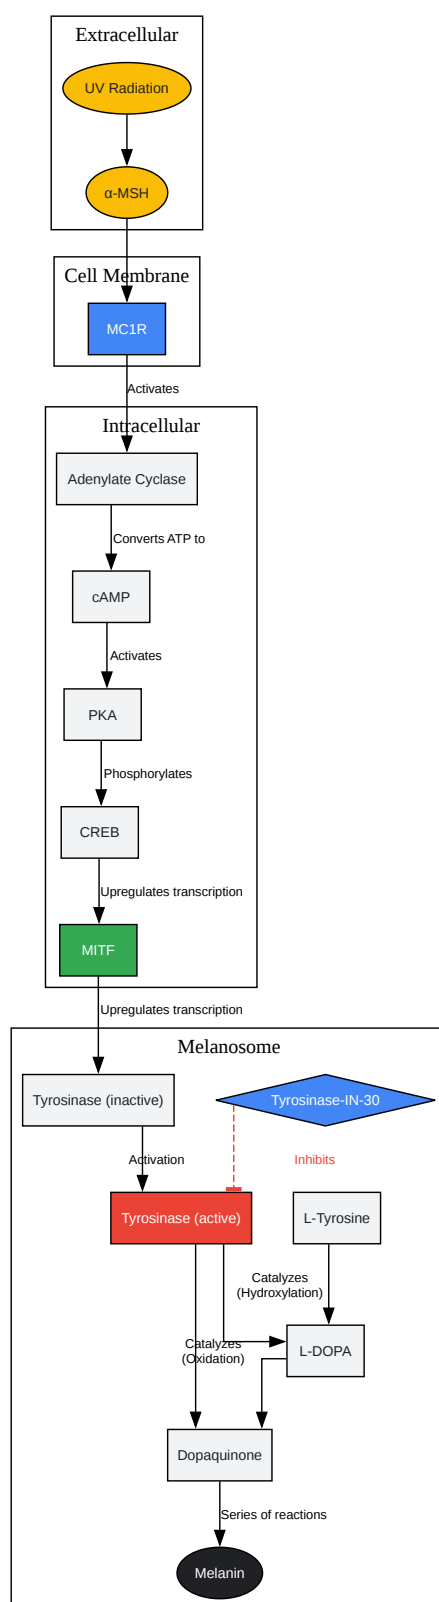 Extracellular
UV Radiation
α-MSH
Cell Membrane
MC1R
Activates
Intracellular
Adenylate Cyclase
Converts ATP to
cAMP
Activates
PKA
Phosphorylates
CREB
Upregulates transcription
MITF
Upregulates transcription
Melanosome
Tyrosinase (inactive)
Tyrosinase-IN-30
Activation
Inhibits
Tyrosinase (active)
L-Tyrosine
Catalyzes
(Hydroxylation)
Catalyzes
(Oxidation)
L-DOPA
Dopaquinone
Series of reactions
Melanin